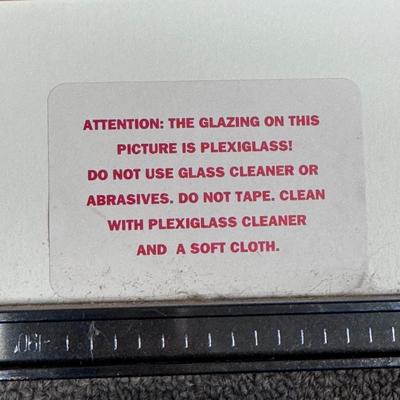 ATTENTION: THE GLAZING ON THIS
PICTURE IS PLEXIGLASS!
DO NOT USE GLASS CLEANER OR
ABRASIVES. DO NOT TAPE. CLEAN
WITH PLEXIGLASS CLEANER
AND A SOFT CLOTH.